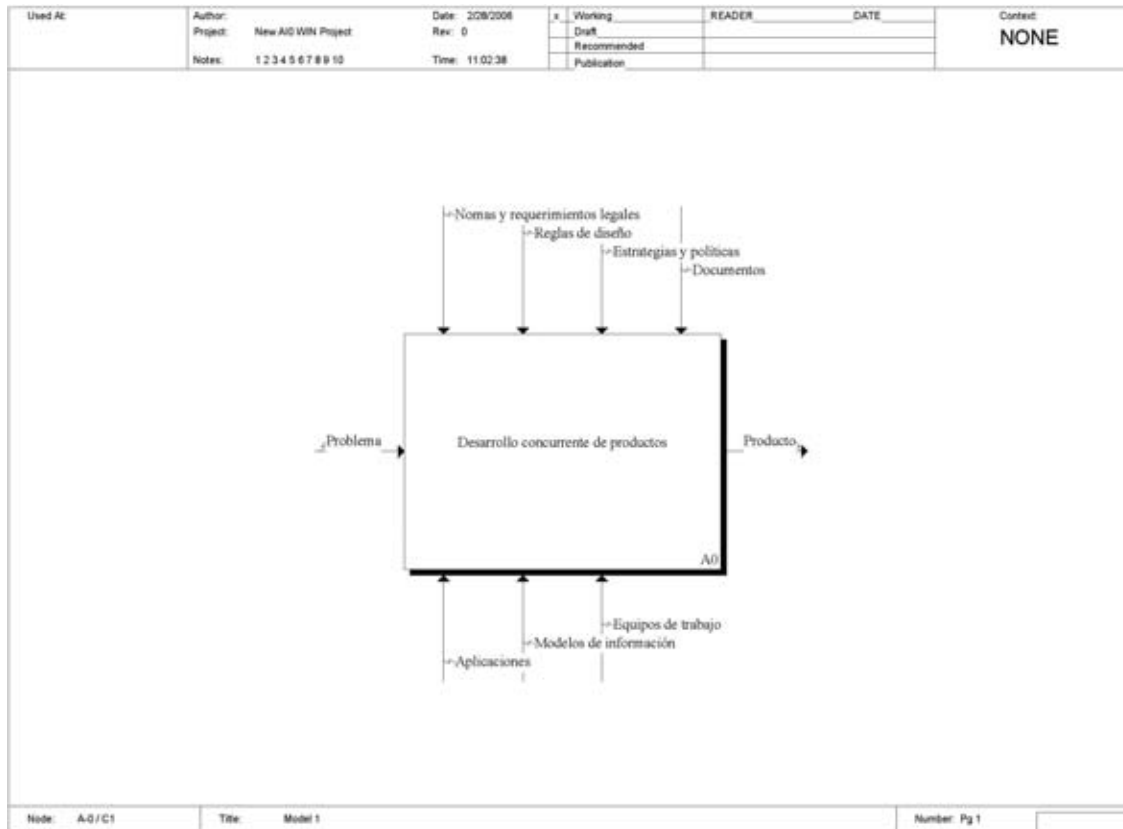 Used At:
Author:
Date: 2/28/2006
x Working
READER DATE
Context:
Project: New AI0 WIN Project
Rev: 0
Draft
NONE
Recommended
Notes: 1 2 3 4 5 6 7 8 9 10
Time: 11:02:38
Publication
Nomas y requerimientos legales
Reglas de diseño
Estrategias y políticas
Documentos
Problema
Desarrollo concurrente de productos
Producto
A0
Equipos de trabajo
Modelos de información
Aplicaciones
Node: A-0 / C1
Title: Model 1
Number: Pg 1